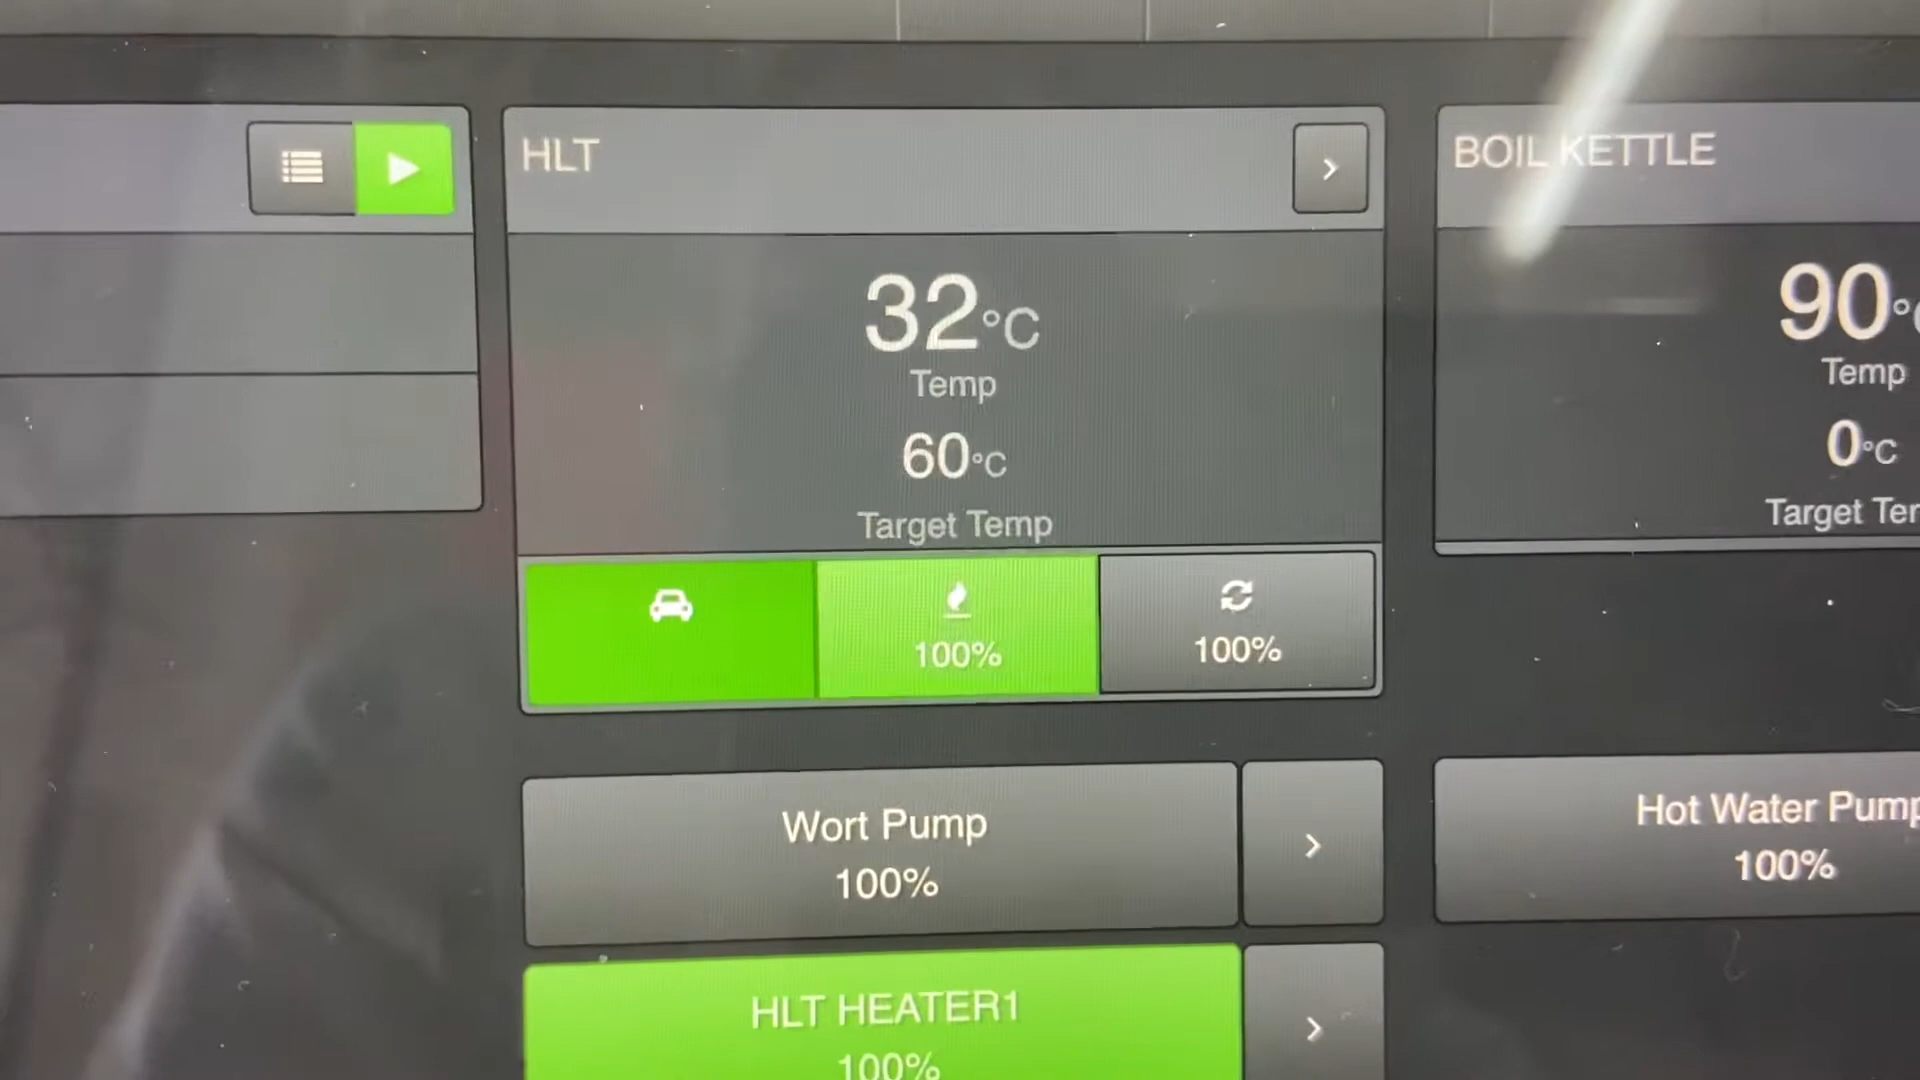 HLT
32°C
Temp
60°C
Target Temp
100%
100%
BOIL KETTLE
90°
Temp
0°C
Target
Wort Pump
100%
Hot Water Pump
100%
HLT HEATER1
100%